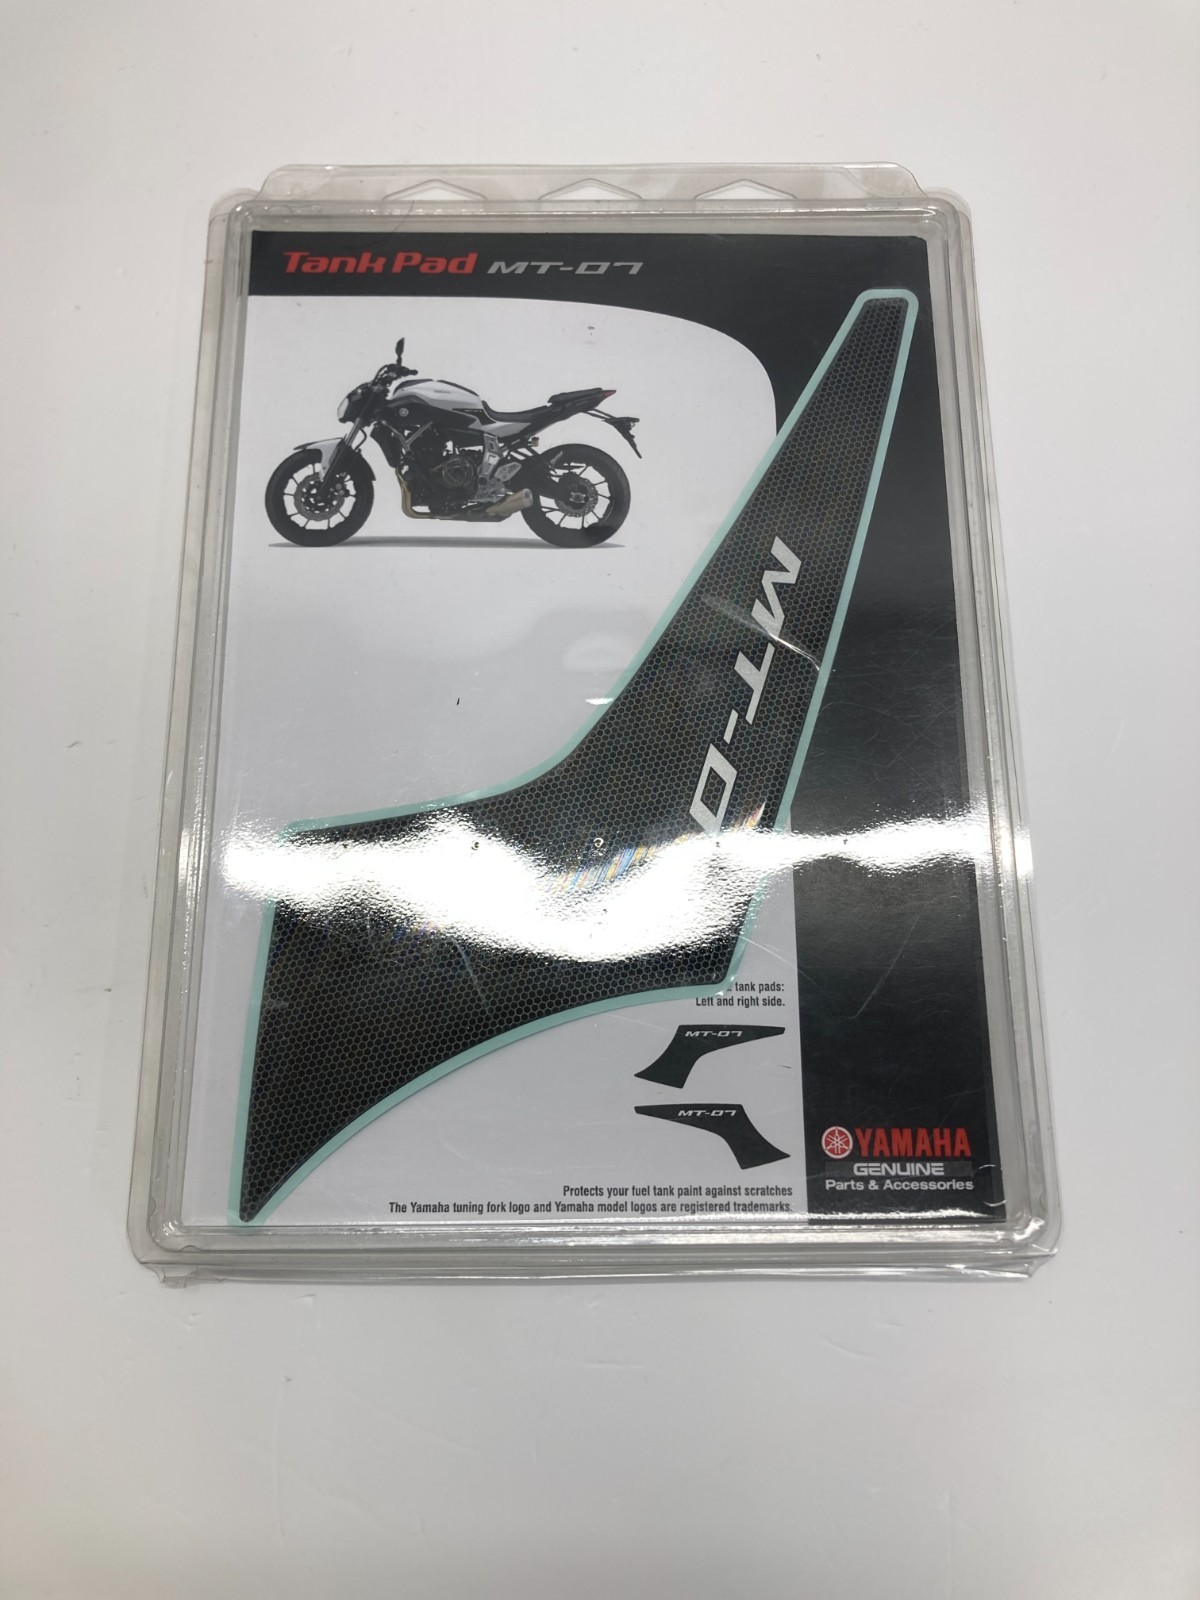 Tank Pad MT-07
MT-0
tank pads:
Left and right side.
MT-07
MT-07
YAMAHA
GENUINE
Parts & Accessories
Protects your fuel tank paint against scratches
The Yamaha tuning fork logo and Yamaha model logos are registered trademarks.